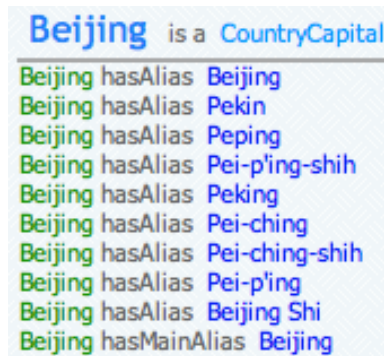 Beijing is a CountryCapital
Beijing hasAlias Beijing
Beijing hasAlias Pekin
Beijing hasAlias Peping
Beijing hasAlias Pei-p'ing-shih
Beijing hasAlias Peking
Beijing hasAlias Pei-ching
Beijing hasAlias Pei-ching-shih
Beijing hasAlias Pei-p'ing
Beijing hasAlias Beijing Shi
Beijing hasMainAlias Beijing